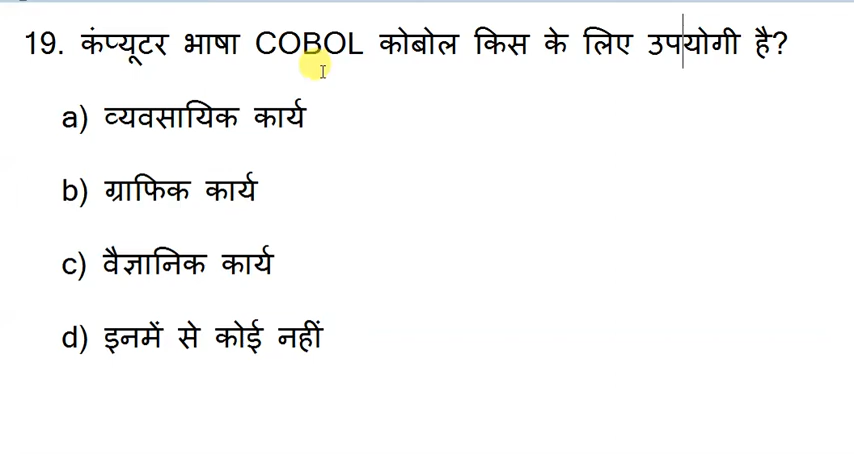 19. कंप्यूटर भाषा COBOL कोबोल किस के लिए उपयोगी है?
a) व्यवसायिक कार्य
b) ग्राफिक कार्य
c) वैज्ञानिक कार्य
d) इनमें से कोई नहीं